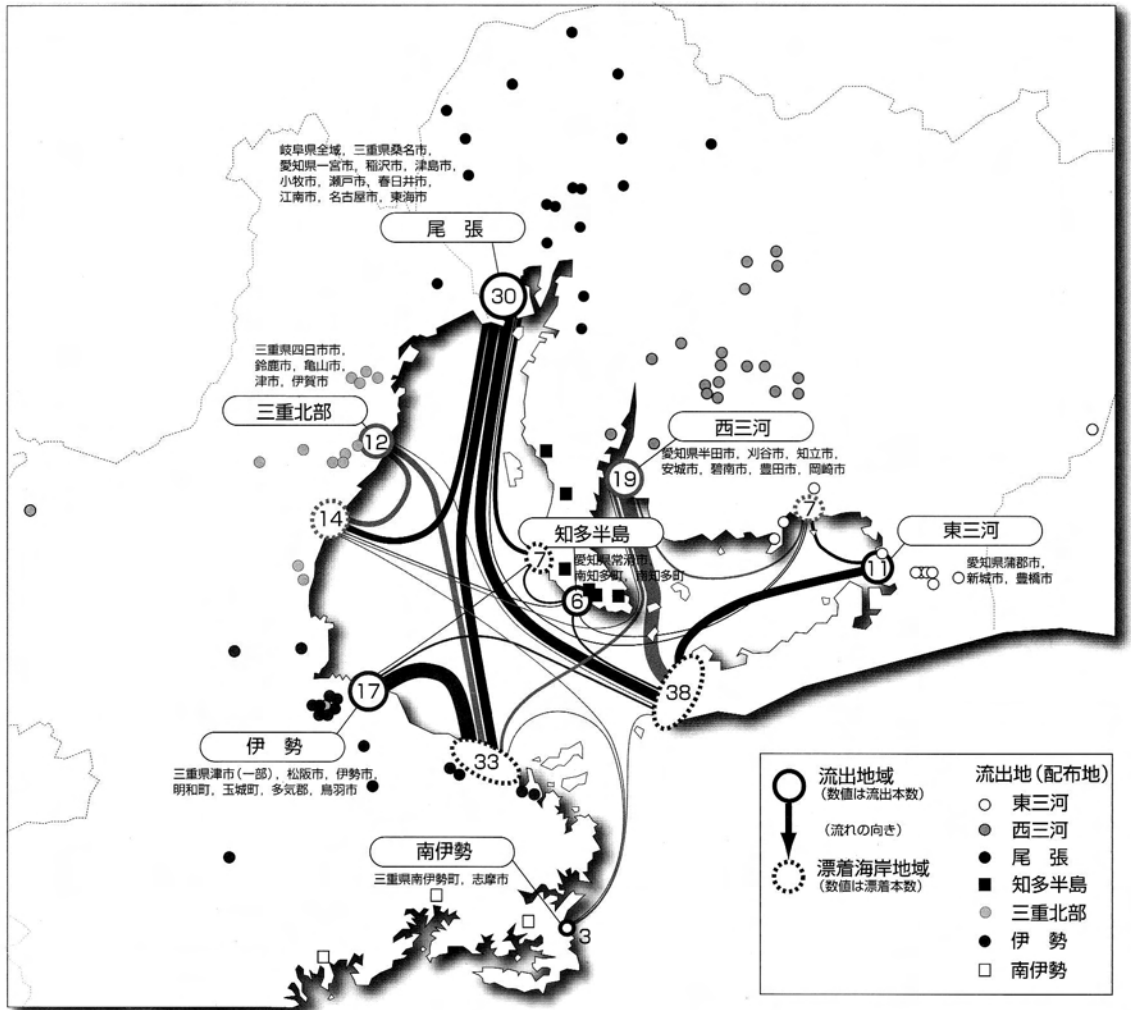 岐阜県全域，三重県桑名市，
愛知県一宮市，稲沢市，津島市，
小牧市，瀬戸市，春日井市，
江南市，名古屋市，東海市
尾　張
30
三重県四日市市，
鈴鹿市，亀山市，
津市，伊賀市
三重北部
12
14
西三河
愛知県半田市，刈谷市，知立市，
安城市，碧南市，豊田市，岡崎市
19
7
知多半島
愛知県常滑市，
南知多町，南知多町
7
6
東三河
愛知県蒲郡市，
新城市，豊橋市
11
38
17
伊　勢
三重県津市(一部)，松阪市，伊勢市，
明和町，玉城町，多気郡，鳥羽市
33
南伊勢
三重県南伊勢町，志摩市
3
流出地域
(数値は流出本数)
(流れの向き)
漂着海岸地域
(数値は漂着本数)
流出地(配布地)
東三河
西三河
尾　張
知多半島
三重北部
伊　勢
南伊勢